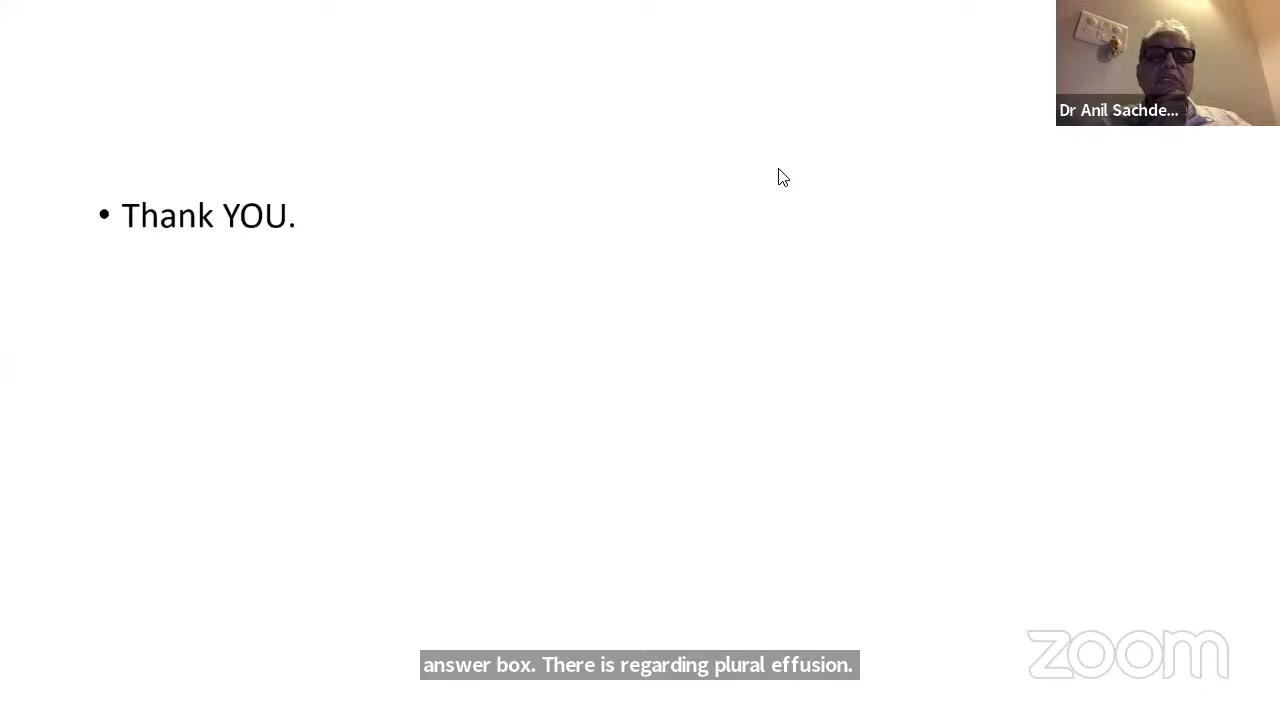 Dr Anil Sachde...
• Thank YOU.
answer box. There is regarding plural effusion.
zoom